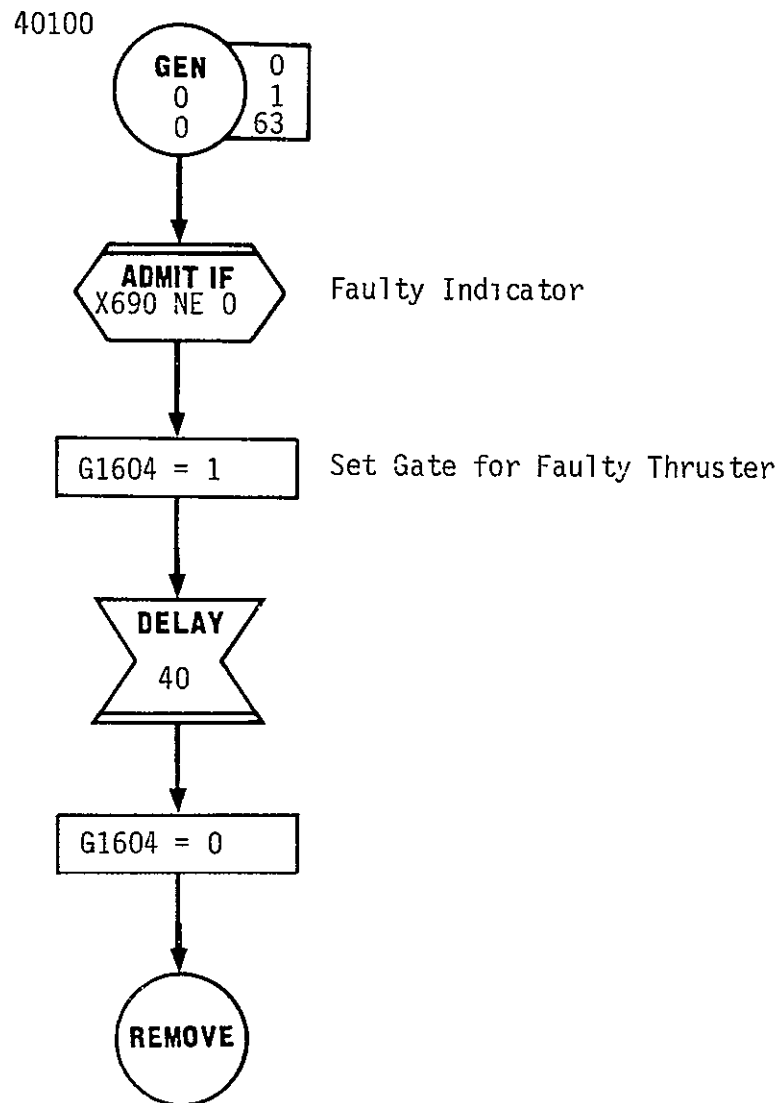 40100
GEN
0
0
0
1
63
ADMIT IF
X690 NE 0
Faulty Indicator
G1604 = 1
Set Gate for Faulty Thruster
DELAY
40
G1604 = 0
REMOVE